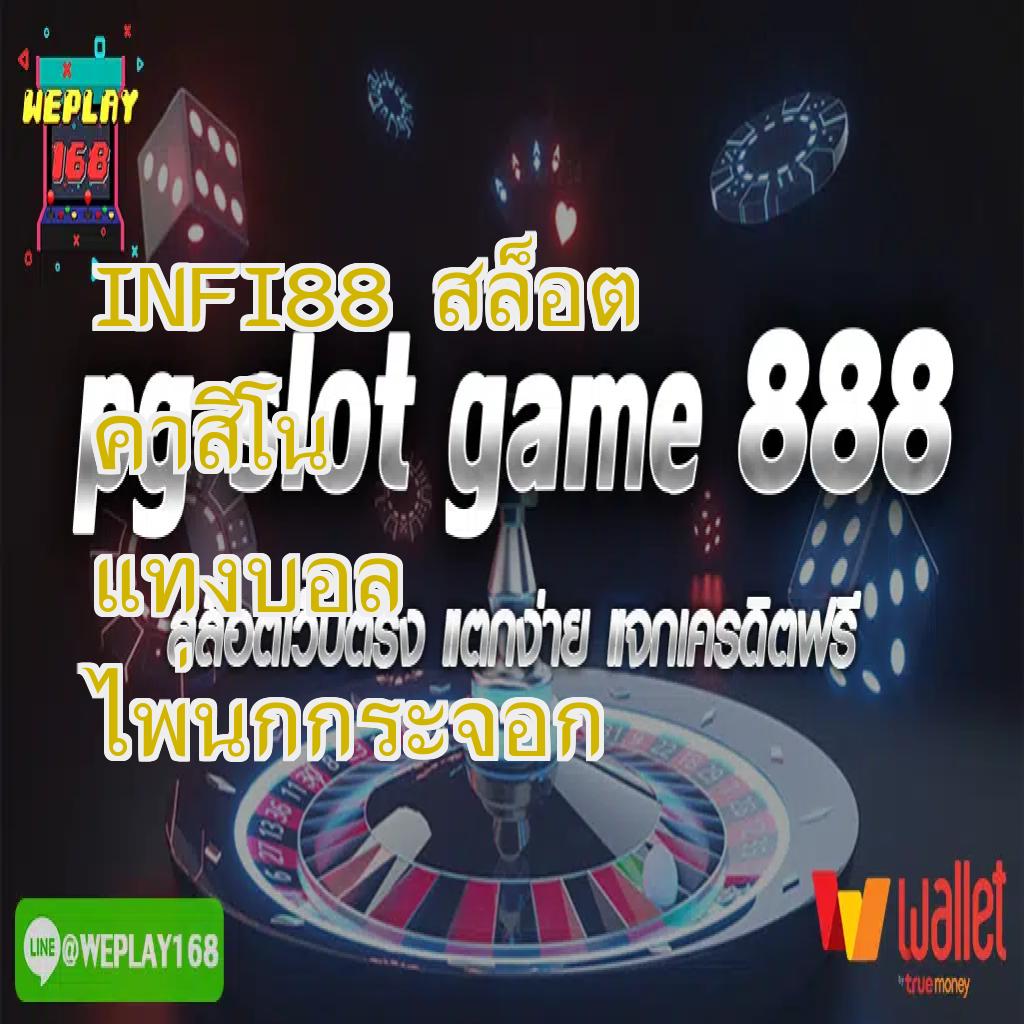 WEPLAY
168
INFI88 สล็อต
pg slot game 888
คาสิโน
แทงบอล
สล็อตเว็บตรง แตกง่าย แจกเครดิตฟรี
ไพ่นกกระจอก
LINE @WEPLAY168
wallet
by truemoney